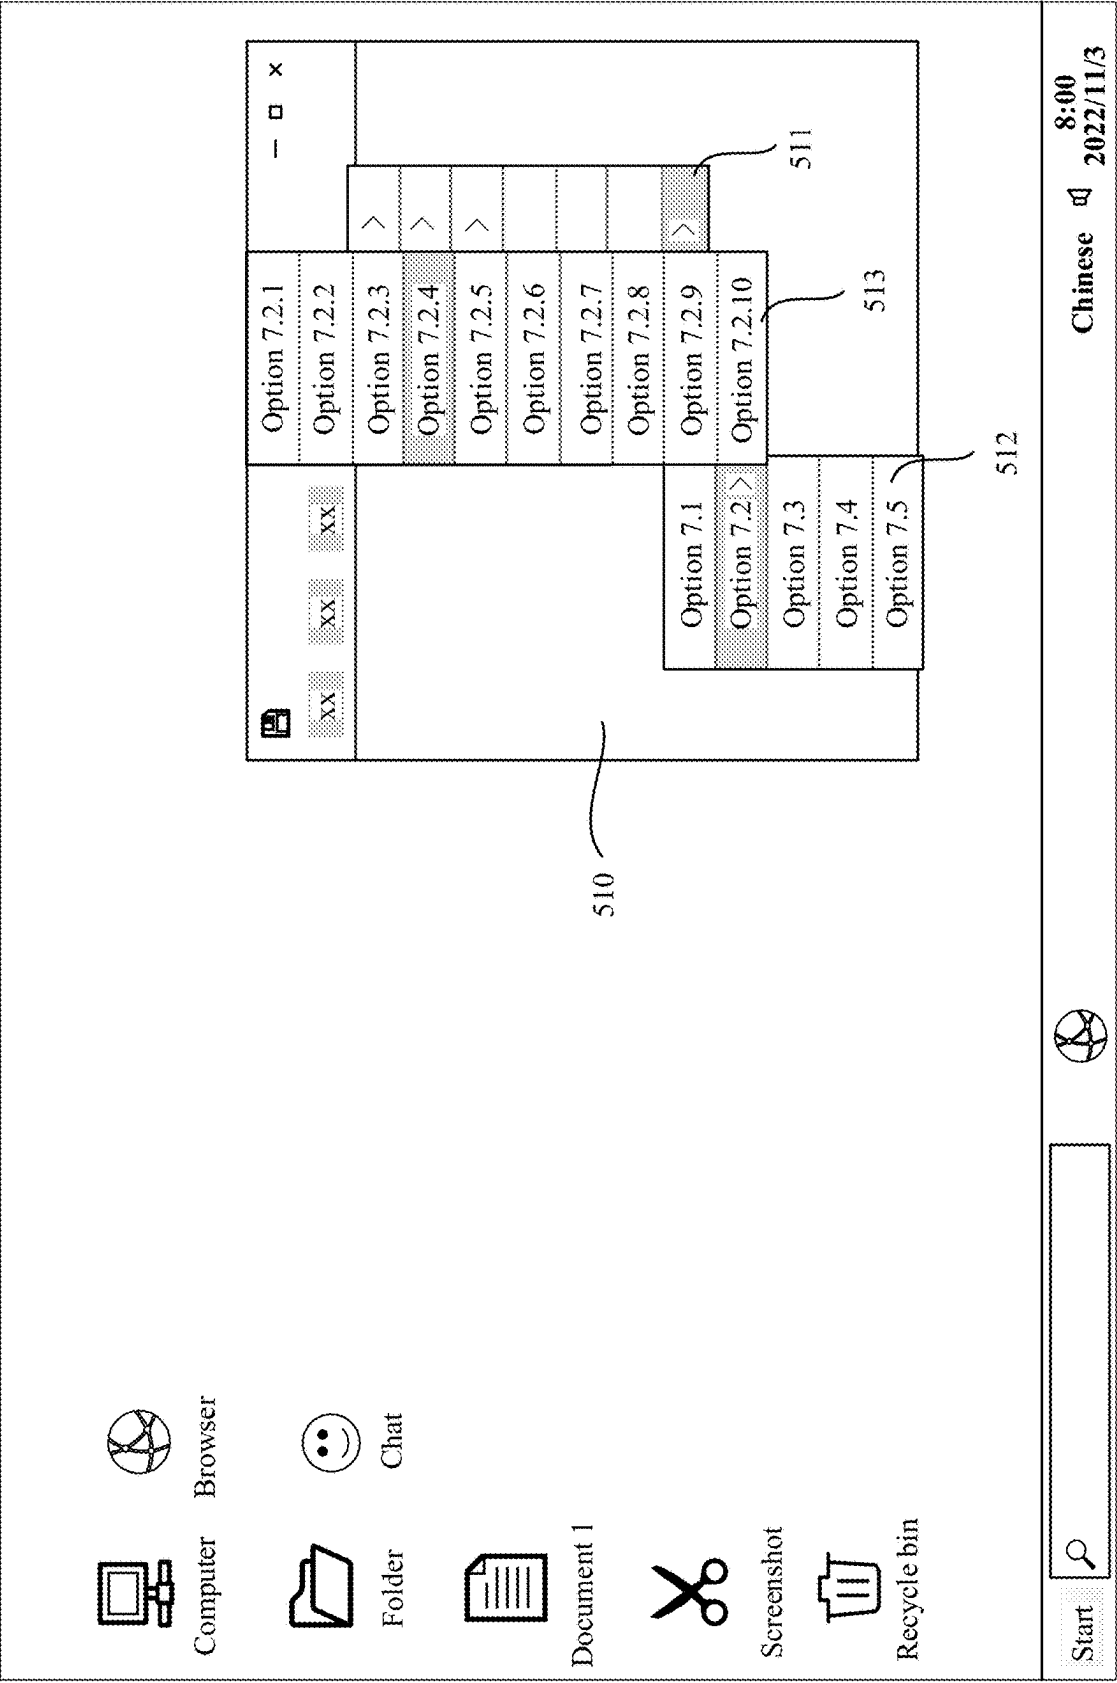 Computer
Browser
Folder
Chat
Document 1
Screenshot
Recycle bin
xx
xx
xx
Option 7.2.1
Option 7.2.2
Option 7.2.3
Option 7.2.4
Option 7.2.5
Option 7.2.6
Option 7.2.7
Option 7.2.8
Option 7.2.9
Option 7.2.10
Option 7.1
Option 7.2 >
Option 7.3
Option 7.4
Option 7.5
510
511
513
512
Start
Chinese
8:00
2022/11/3